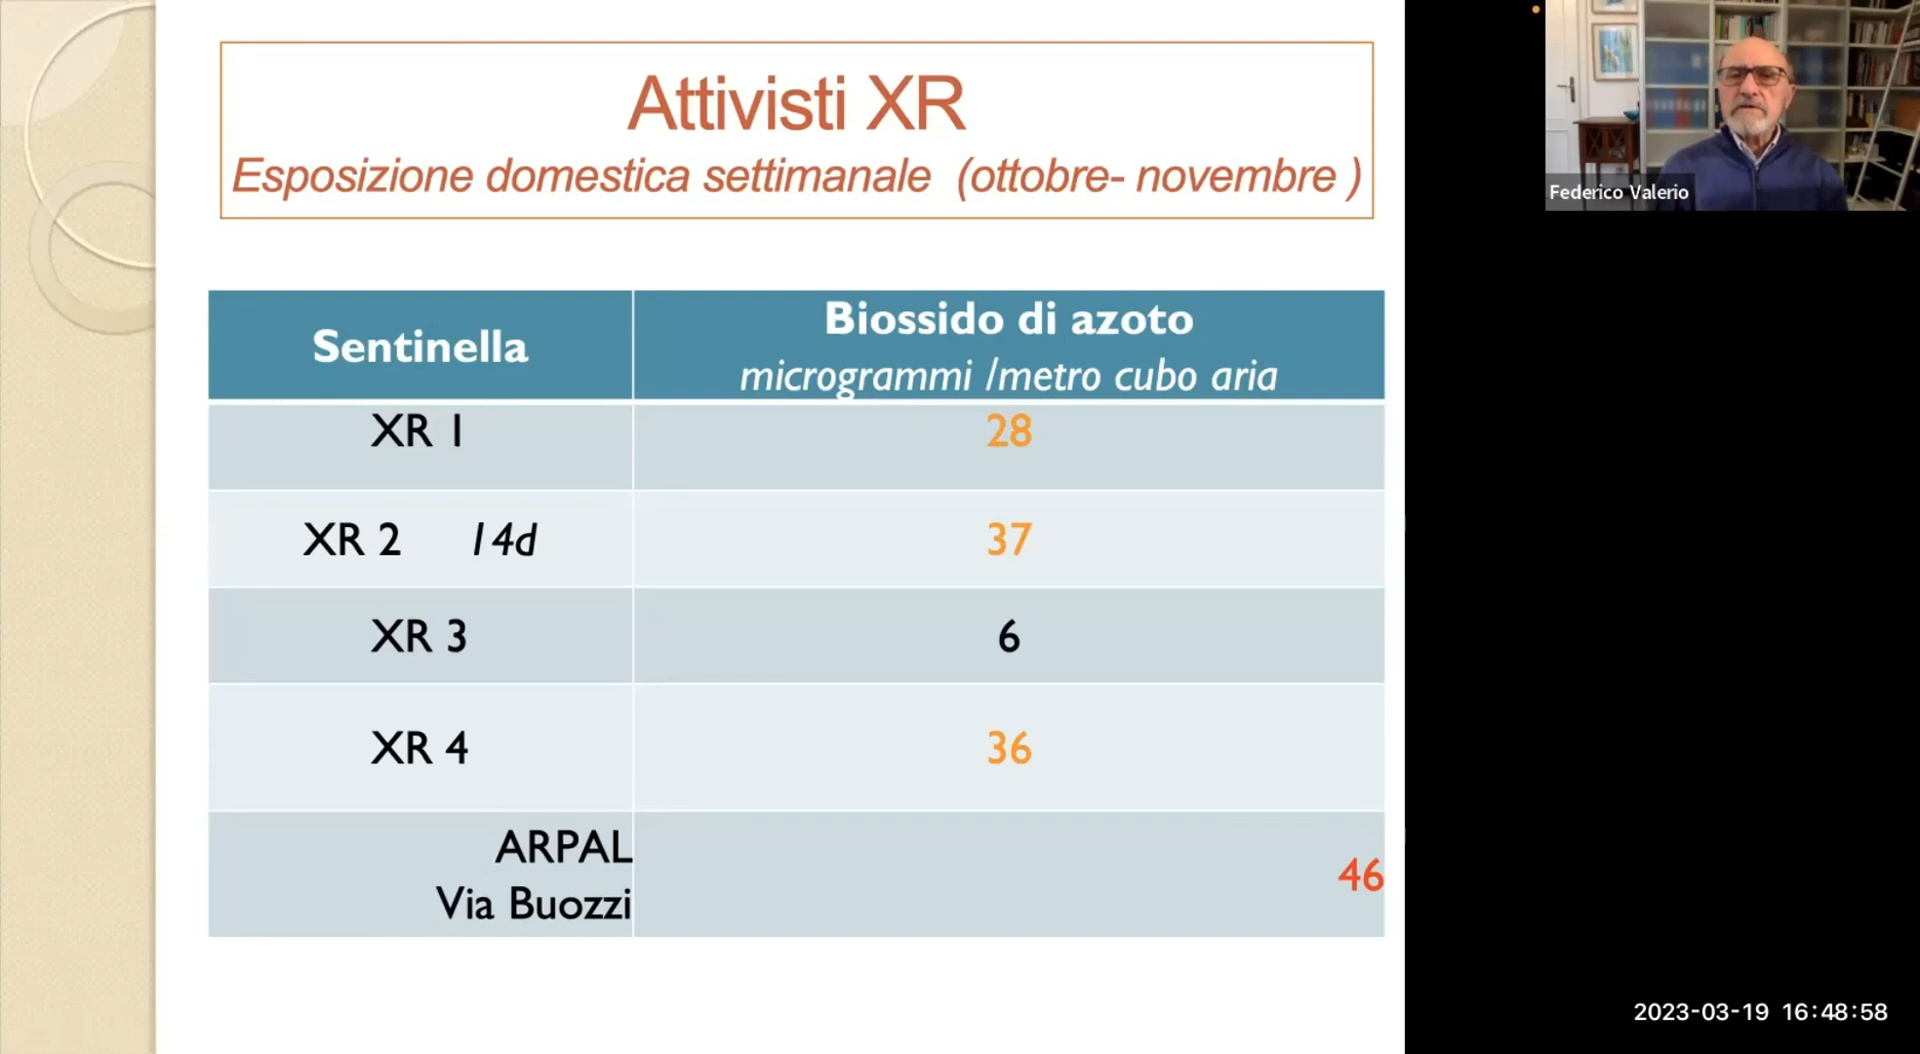 Attivisti XR
Esposizione domestica settimanale (ottobre- novembre )
Sentinella
Biossido di azoto
microgrammi /metro cubo aria
XR 1
28
XR 2 14d
37
XR 3
6
XR 4
36
ARPAL
Via Buozzi
46
Federico Valerio
2023-03-19 16:48:58